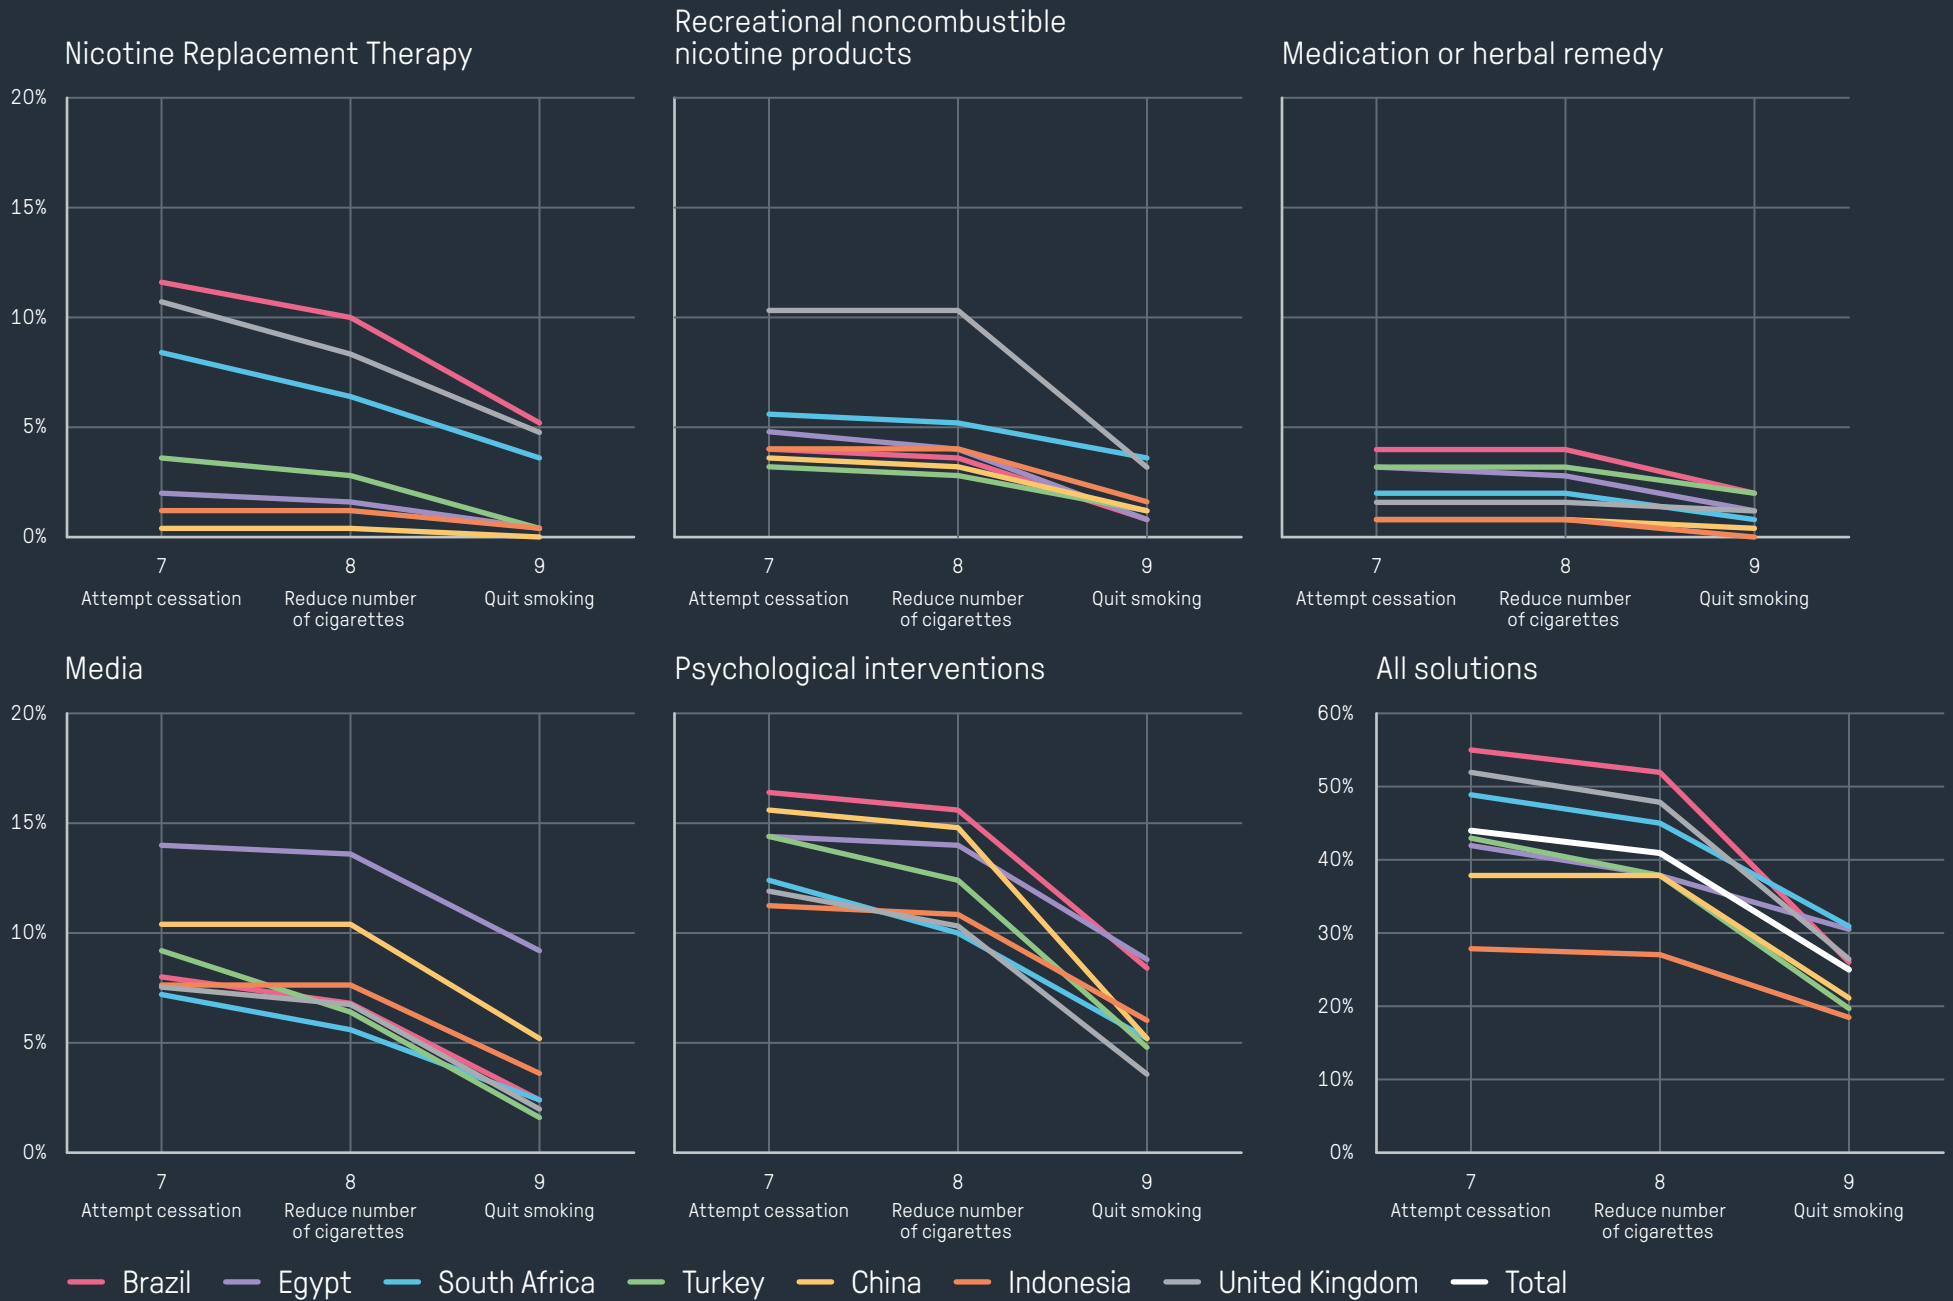 Nicotine Replacement Therapy
Recreational noncombustible
nicotine products
Medication or herbal remedy
20%
15%
10%
5%
0%
7
8
9
Attempt cessation
Reduce number
of cigarettes
Quit smoking
7
8
9
Attempt cessation
Reduce number
of cigarettes
Quit smoking
7
8
9
Attempt cessation
Reduce number
of cigarettes
Quit smoking
Media
Psychological interventions
All solutions
20%
15%
10%
5%
0%
7
8
9
Attempt cessation
Reduce number
of cigarettes
Quit smoking
7
8
9
Attempt cessation
Reduce number
of cigarettes
Quit smoking
60%
50%
40%
30%
20%
10%
0%
7
8
9
Attempt cessation
Reduce number
of cigarettes
Quit smoking
Brazil
Egypt
South Africa
Turkey
China
Indonesia
United Kingdom
Total